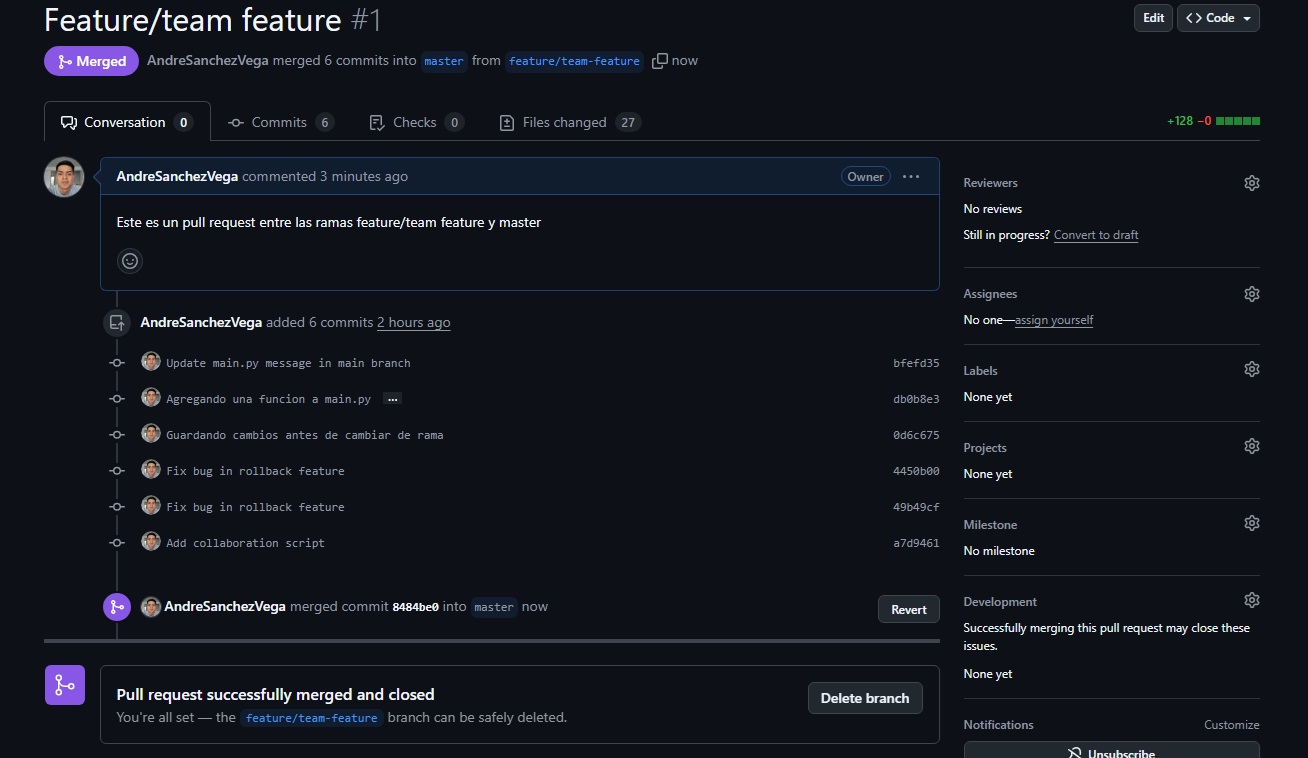 Feature/team feature #1
Edit
Code
Merged AndreSanchezVega merged 6 commits into master from feature/team-feature now
Conversation 0
Commits 6
Checks 0
Files changed 27
+128 −0
AndreSanchezVega commented 3 minutes ago
Owner
Este es un pull request entre las ramas feature/team feature y master
AndreSanchezVega added 6 commits 2 hours ago
Update main.py message in main branch bfefd35
Agregando una funcion a main.py ... db0b8e3
Guardando cambios antes de cambiar de rama 0d6c675
Fix bug in rollback feature 4450b00
Fix bug in rollback feature 49b49cf
Add collaboration script a7d9461
AndreSanchezVega merged commit 8484be0 into master now
Revert
Pull request successfully merged and closed
You're all set — the feature/team-feature branch can be safely deleted.
Delete branch
Reviewers
No reviews
Still in progress? Convert to draft
Assignees
No one—assign yourself
Labels
None yet
Projects
None yet
Milestone
No milestone
Development
Successfully merging this pull request may close these
issues.
None yet
Notifications
Customize
Unsubscribe